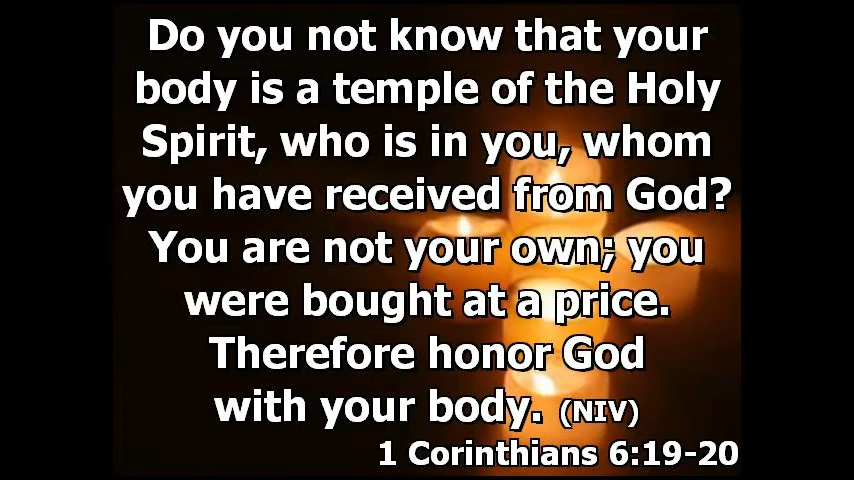 Do you not know that your
body is a temple of the Holy
Spirit, who is in you, whom
you have received from God?
You are not your own; you
were bought at a price.
Therefore honor God
with your body. (NIV)
1 Corinthians 6:19-20